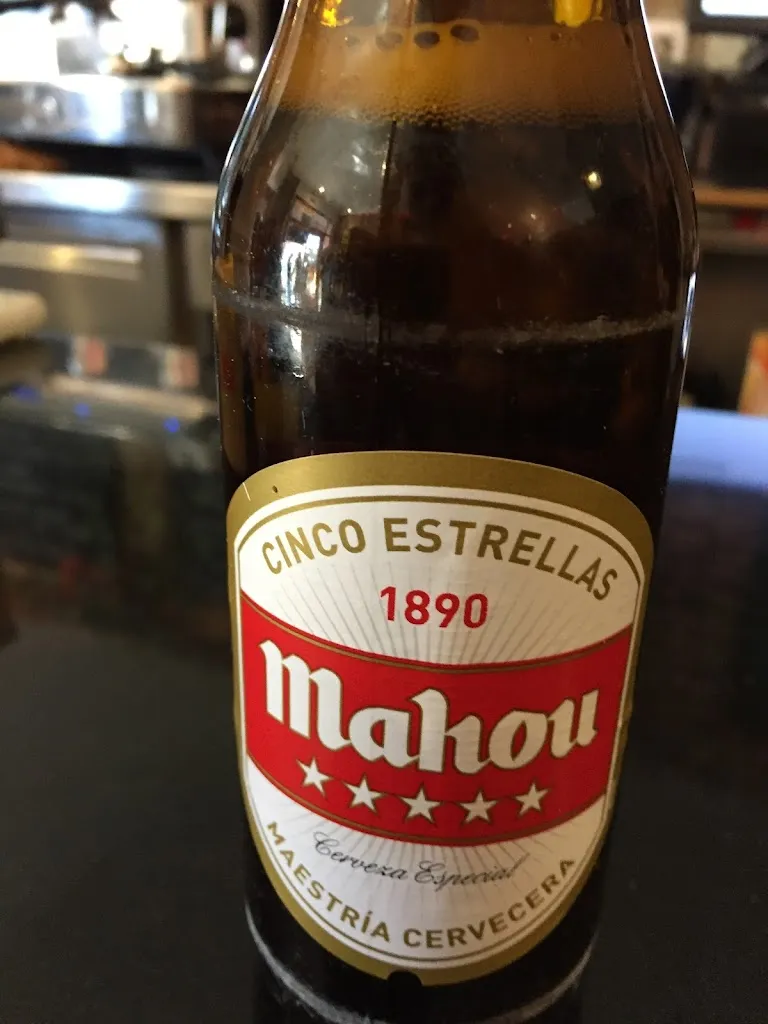 CINCO ESTRELLAS
1890
Mahou
Cerveza Especial
MAESTRÍA CERVECERA